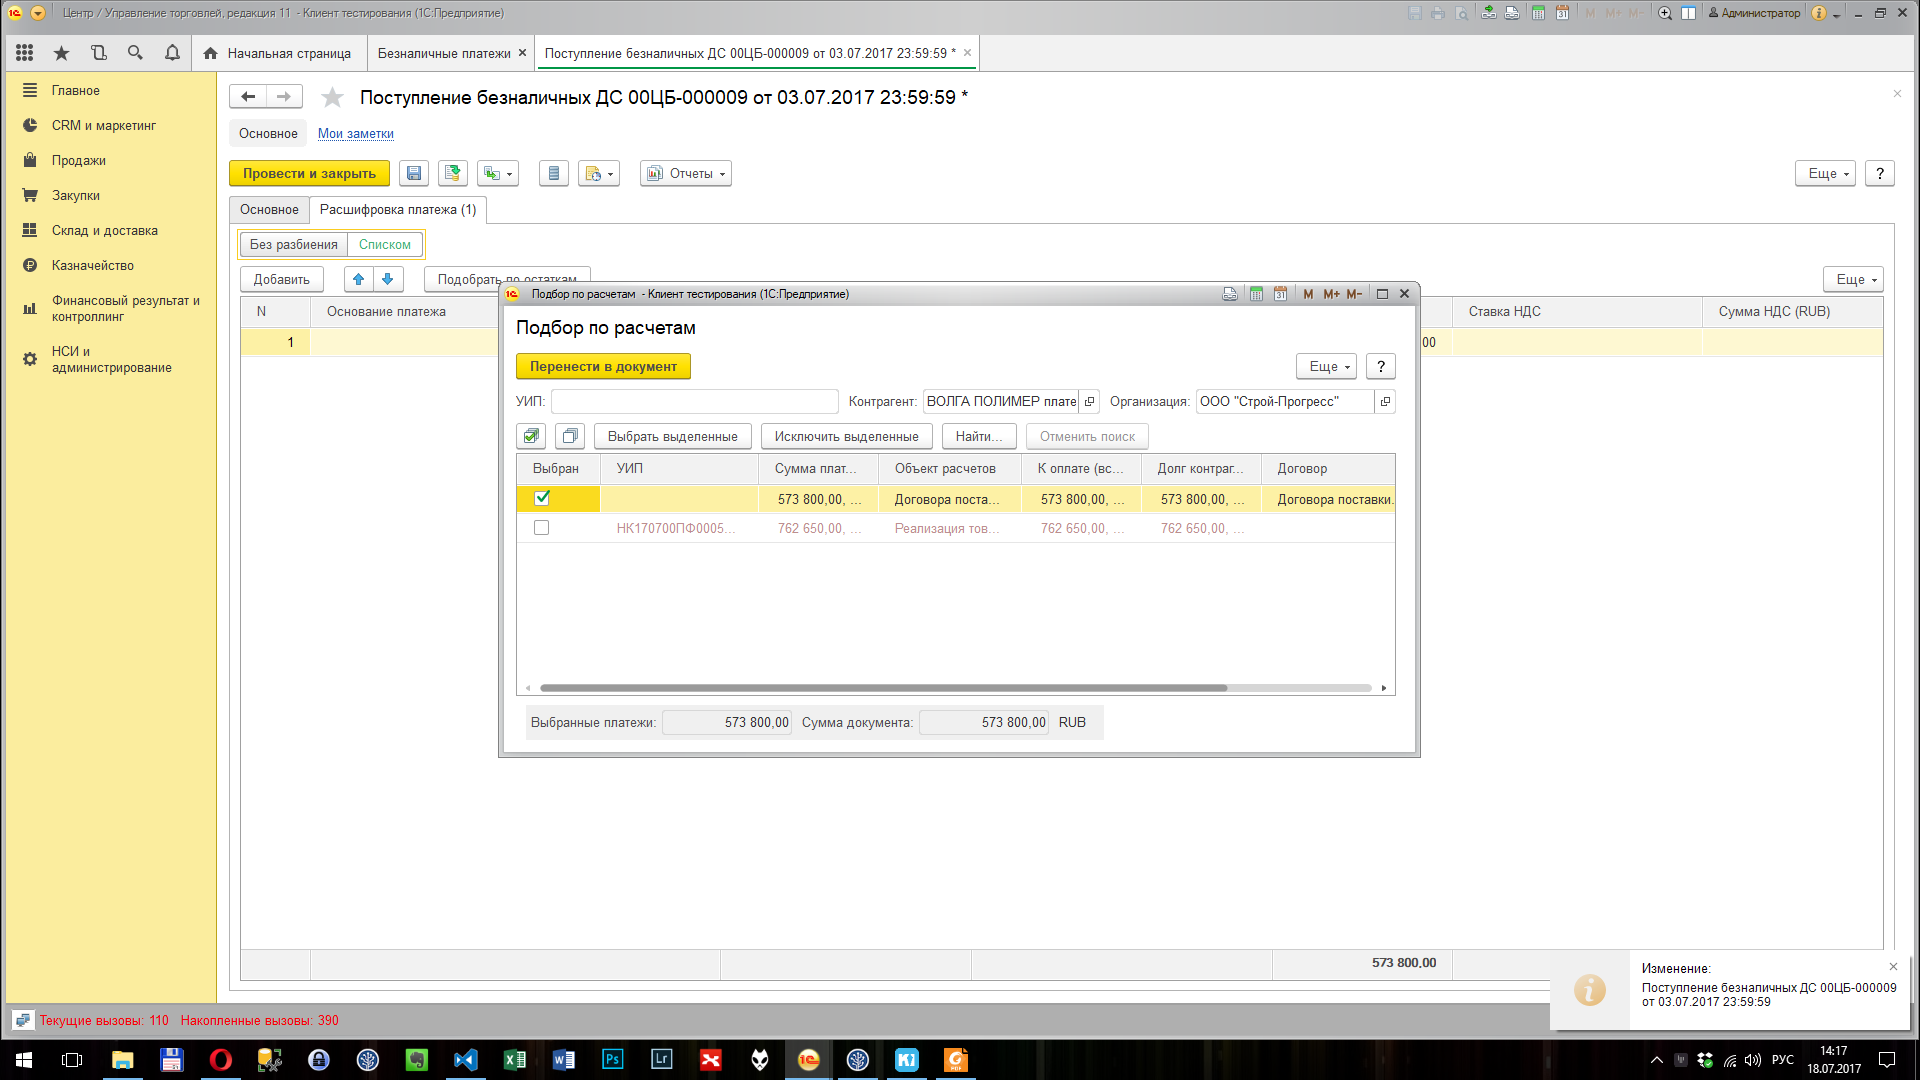 Центр / Управление торговлей, редакция 11 - Клиент тестирования (1С:Предприятие)
M M+ M-
Администратор
Начальная страница
Безналичные платежи
Поступление безналичных ДС 00ЦБ-000009 от 03.07.2017 23:59:59 *
Главное
CRM и маркетинг
Продажи
Закупки
Склад и доставка
Казначейство
Финансовый результат и
контроллинг
НСИ и
администрирование
Поступление безналичных ДС 00ЦБ-000009 от 03.07.2017 23:59:59 *
Основное
Мои заметки
Провести и закрыть
Отчеты
Еще
?
Основное
Расшифровка платежа (1)
Без разбиения
Списком
Добавить
Подобрать по остаткам
Еще
N
Основание платежа
Ставка НДС
Сумма НДС (RUB)
1
00
Подбор по расчетам - Клиент тестирования (1С:Предприятие)
M M+ M-
Подбор по расчетам
Перенести в документ
Еще
?
УИП:
Контрагент: ВОЛГА ПОЛИМЕР плате
Организация: ООО "Строй-Прогресс"
Выбрать выделенные
Исключить выделенные
Найти...
Отменить поиск
Выбран УИП Сумма плат... Объект расчетов К оплате (вс... Долг контраг... Договор
573 800,00, ... Договора поста... 573 800,00, ... 573 800,00, ... Договора поставки.
НК170700ПФ0005... 762 650,00, ... Реализация тов... 762 650,00, ... 762 650,00, ...
Выбранные платежи: 573 800,00 Сумма документа: 573 800,00 RUB
573 800,00
Изменение:
Поступление безналичных ДС 00ЦБ-000009
от 03.07.2017 23:59:59
Текущие вызовы: 110 Накопленные вызовы: 390
Ps
Lr
Ki
РУС
14:17
18.07.2017